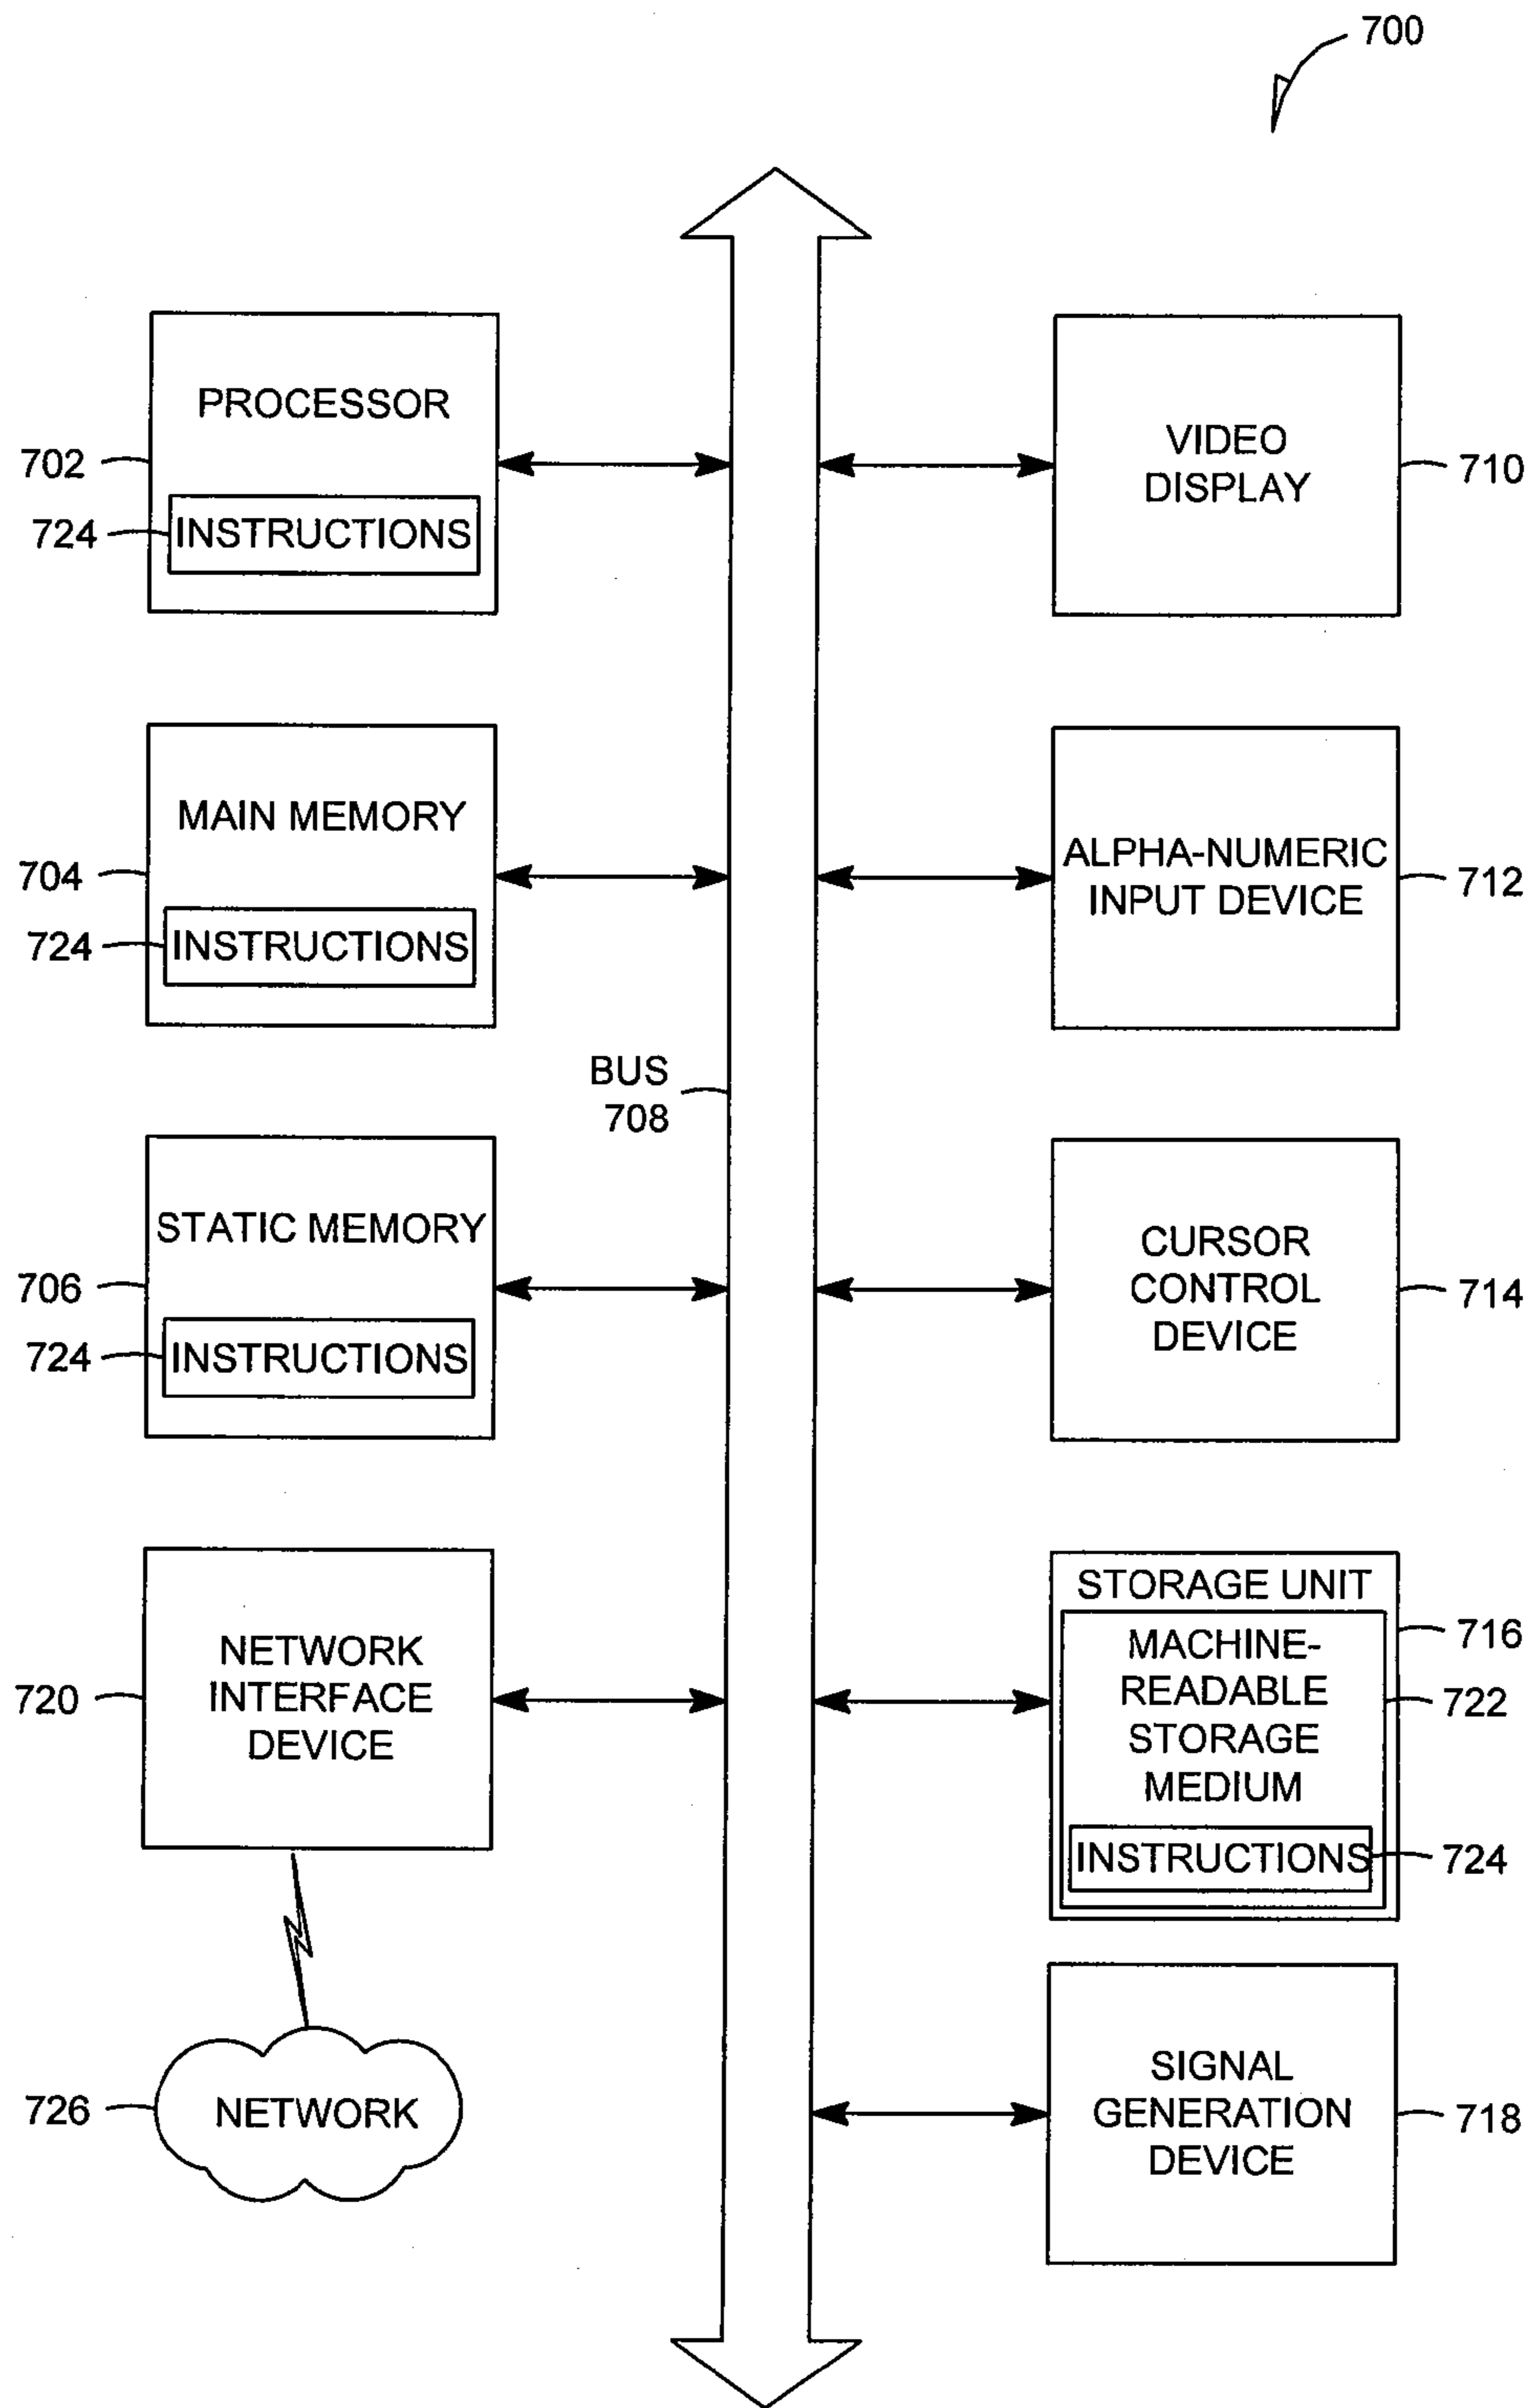 700
PROCESSOR
702
724
INSTRUCTIONS
VIDEO
DISPLAY
710
MAIN MEMORY
704
724
INSTRUCTIONS
ALPHA-NUMERIC
INPUT DEVICE
712
BUS
708
STATIC MEMORY
706
724
INSTRUCTIONS
CURSOR
CONTROL
DEVICE
714
NETWORK
INTERFACE
DEVICE
720
STORAGE UNIT
716
MACHINE-
READABLE
STORAGE
MEDIUM
722
INSTRUCTIONS
724
726
NETWORK
SIGNAL
GENERATION
DEVICE
718